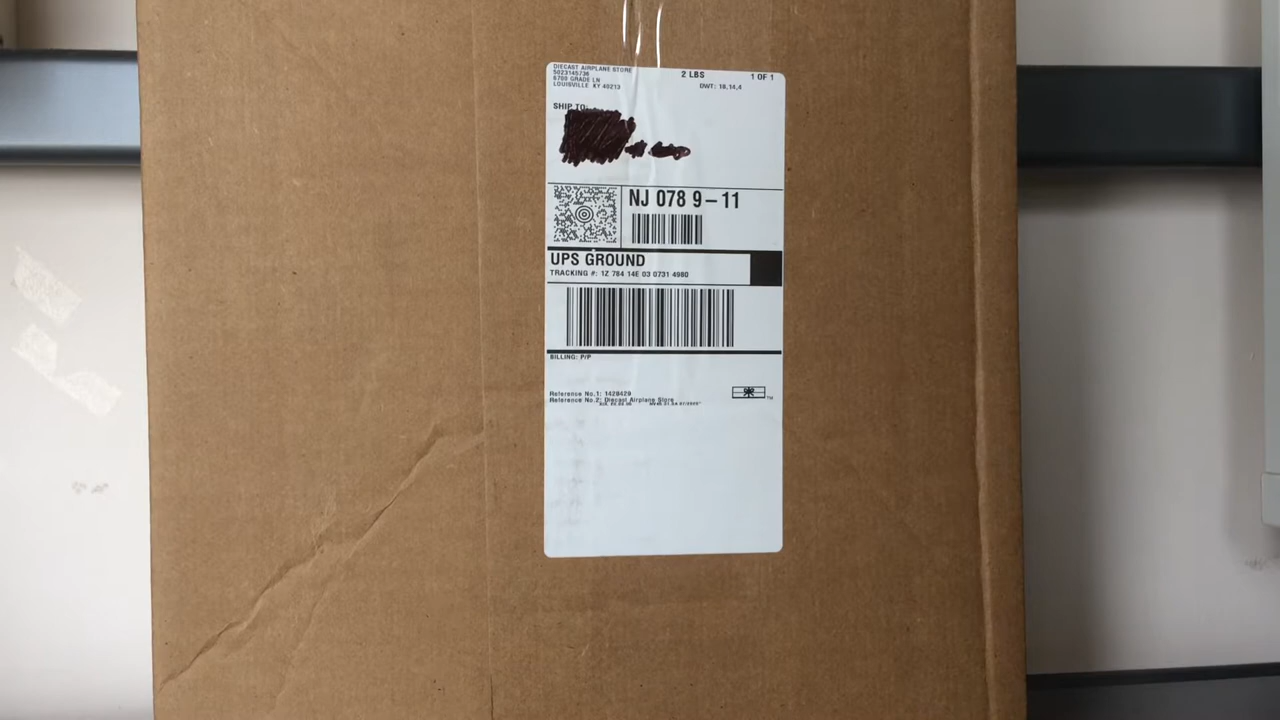 DIECAST AIRPLANE STORE
5023145736
6700 GRADE LN
LOUISVILLE KY 40213
2 LBS
1 OF 1
DWT: 18,14,4
SHIP TO:
NJ 078 9-11
UPS GROUND
TRACKING #: 1Z 784 14E 03 0731 4980
BILLING: P/P
Reference No.1: 1428429
Reference No.2: Diecast Airplane Store
TM